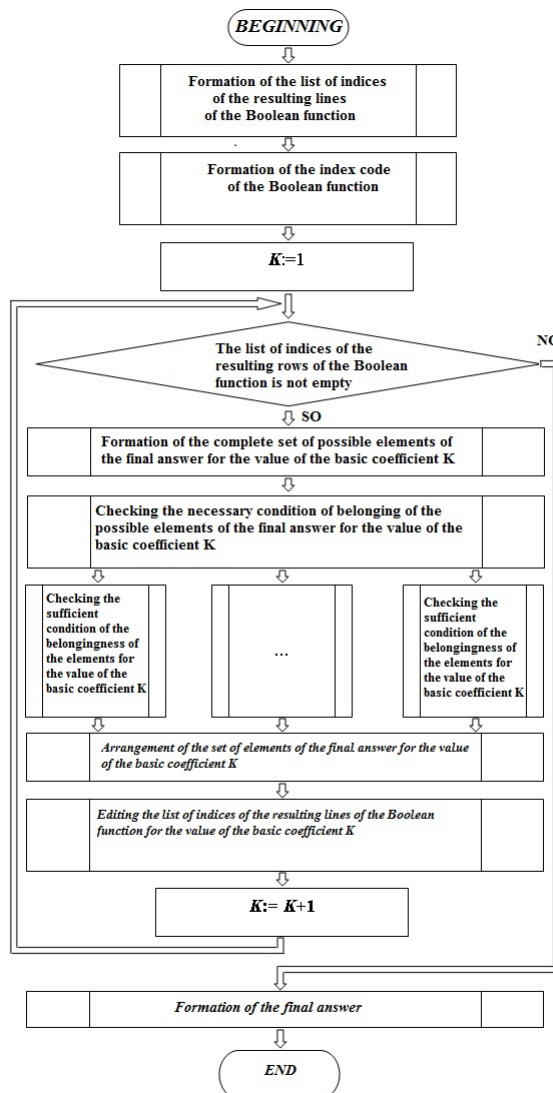 BEGINNING
Formation of the list of indices
of the resulting lines
of the Boolean function
Formation of the index code
of the Boolean function
K:=1
The list of indices of the
resulting rows of the Boolean
function is not empty
NO
SO
Formation of the complete set of possible elements of
the final answer for the value of the basic coefficient K
Checking the necessary condition of belonging of the
possible elements of the final answer for the value of the
basic coefficient K
Checking the
sufficient
condition of the
belongingness of
the elements for
the value of the
basic coefficient K
...
Checking the
sufficient
condition of the
belongingness of
the elements for
the value of the
basic coefficient K
Arrangement of the set of elements of the final answer for the value
of the basic coefficient K
Editing the list of indices of the resulting lines of the Boolean
function for the value of the basic coefficient K
K:= K+1
Formation of the final answer
END